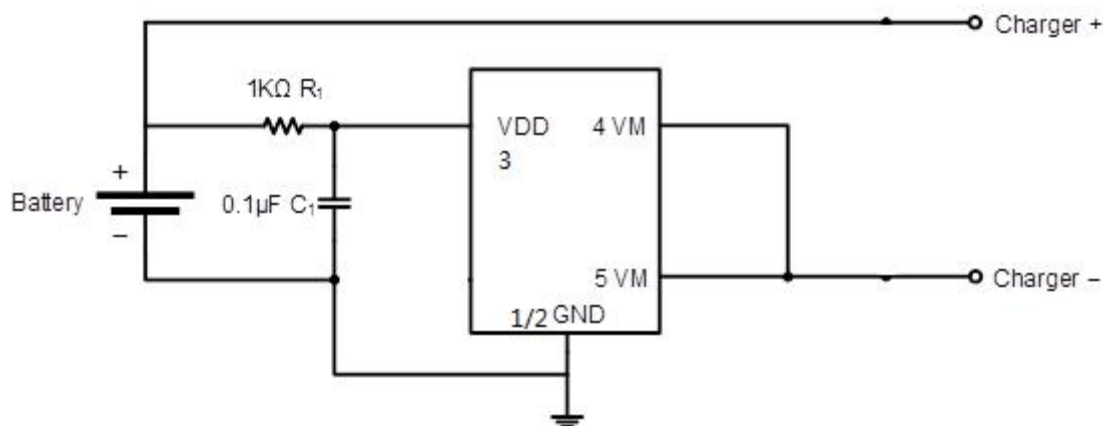 Charger +
1KΩ R₁
VDD
3
4 VM
+
Battery
–
0.1μF C₁
5 VM
1/2 GND
Charger –